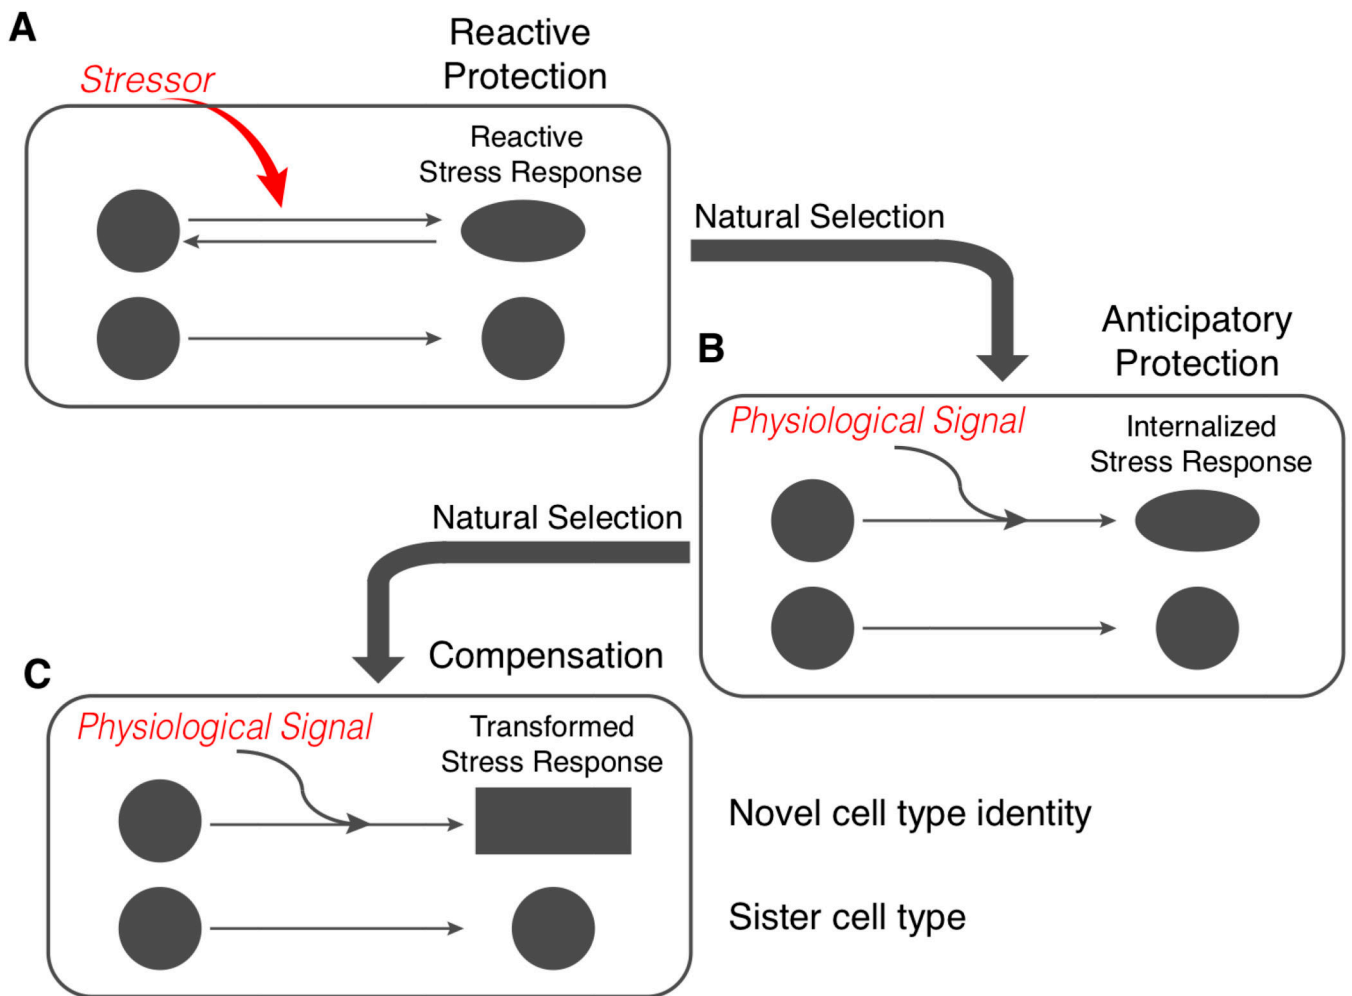 A
Reactive
Protection
Stressor
Reactive
Stress Response
Natural Selection
B
Anticipatory
Protection
Physiological Signal
Internalized
Stress Response
Natural Selection
C
Compensation
Physiological Signal
Transformed
Stress Response
Novel cell type identity
Sister cell type